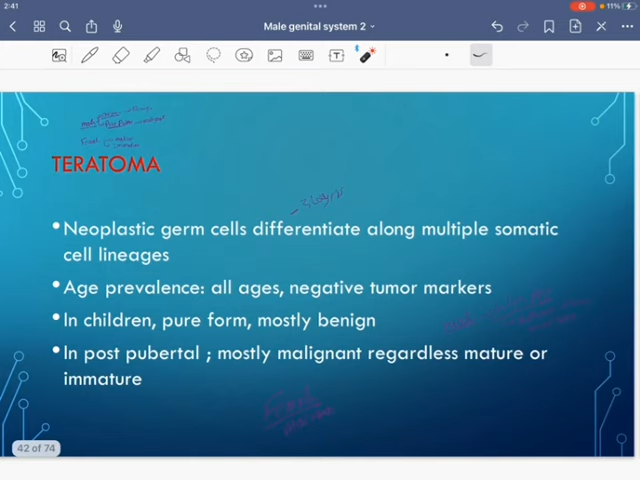 2:41
11%
Male genital system 2
TERATOMA
•Neoplastic germ cells differentiate along multiple somatic
cell lineages
•Age prevalence: all ages, negative tumor markers
•In children, pure form, mostly benign
•In post pubertal ; mostly malignant regardless mature or
immature
42 of 74